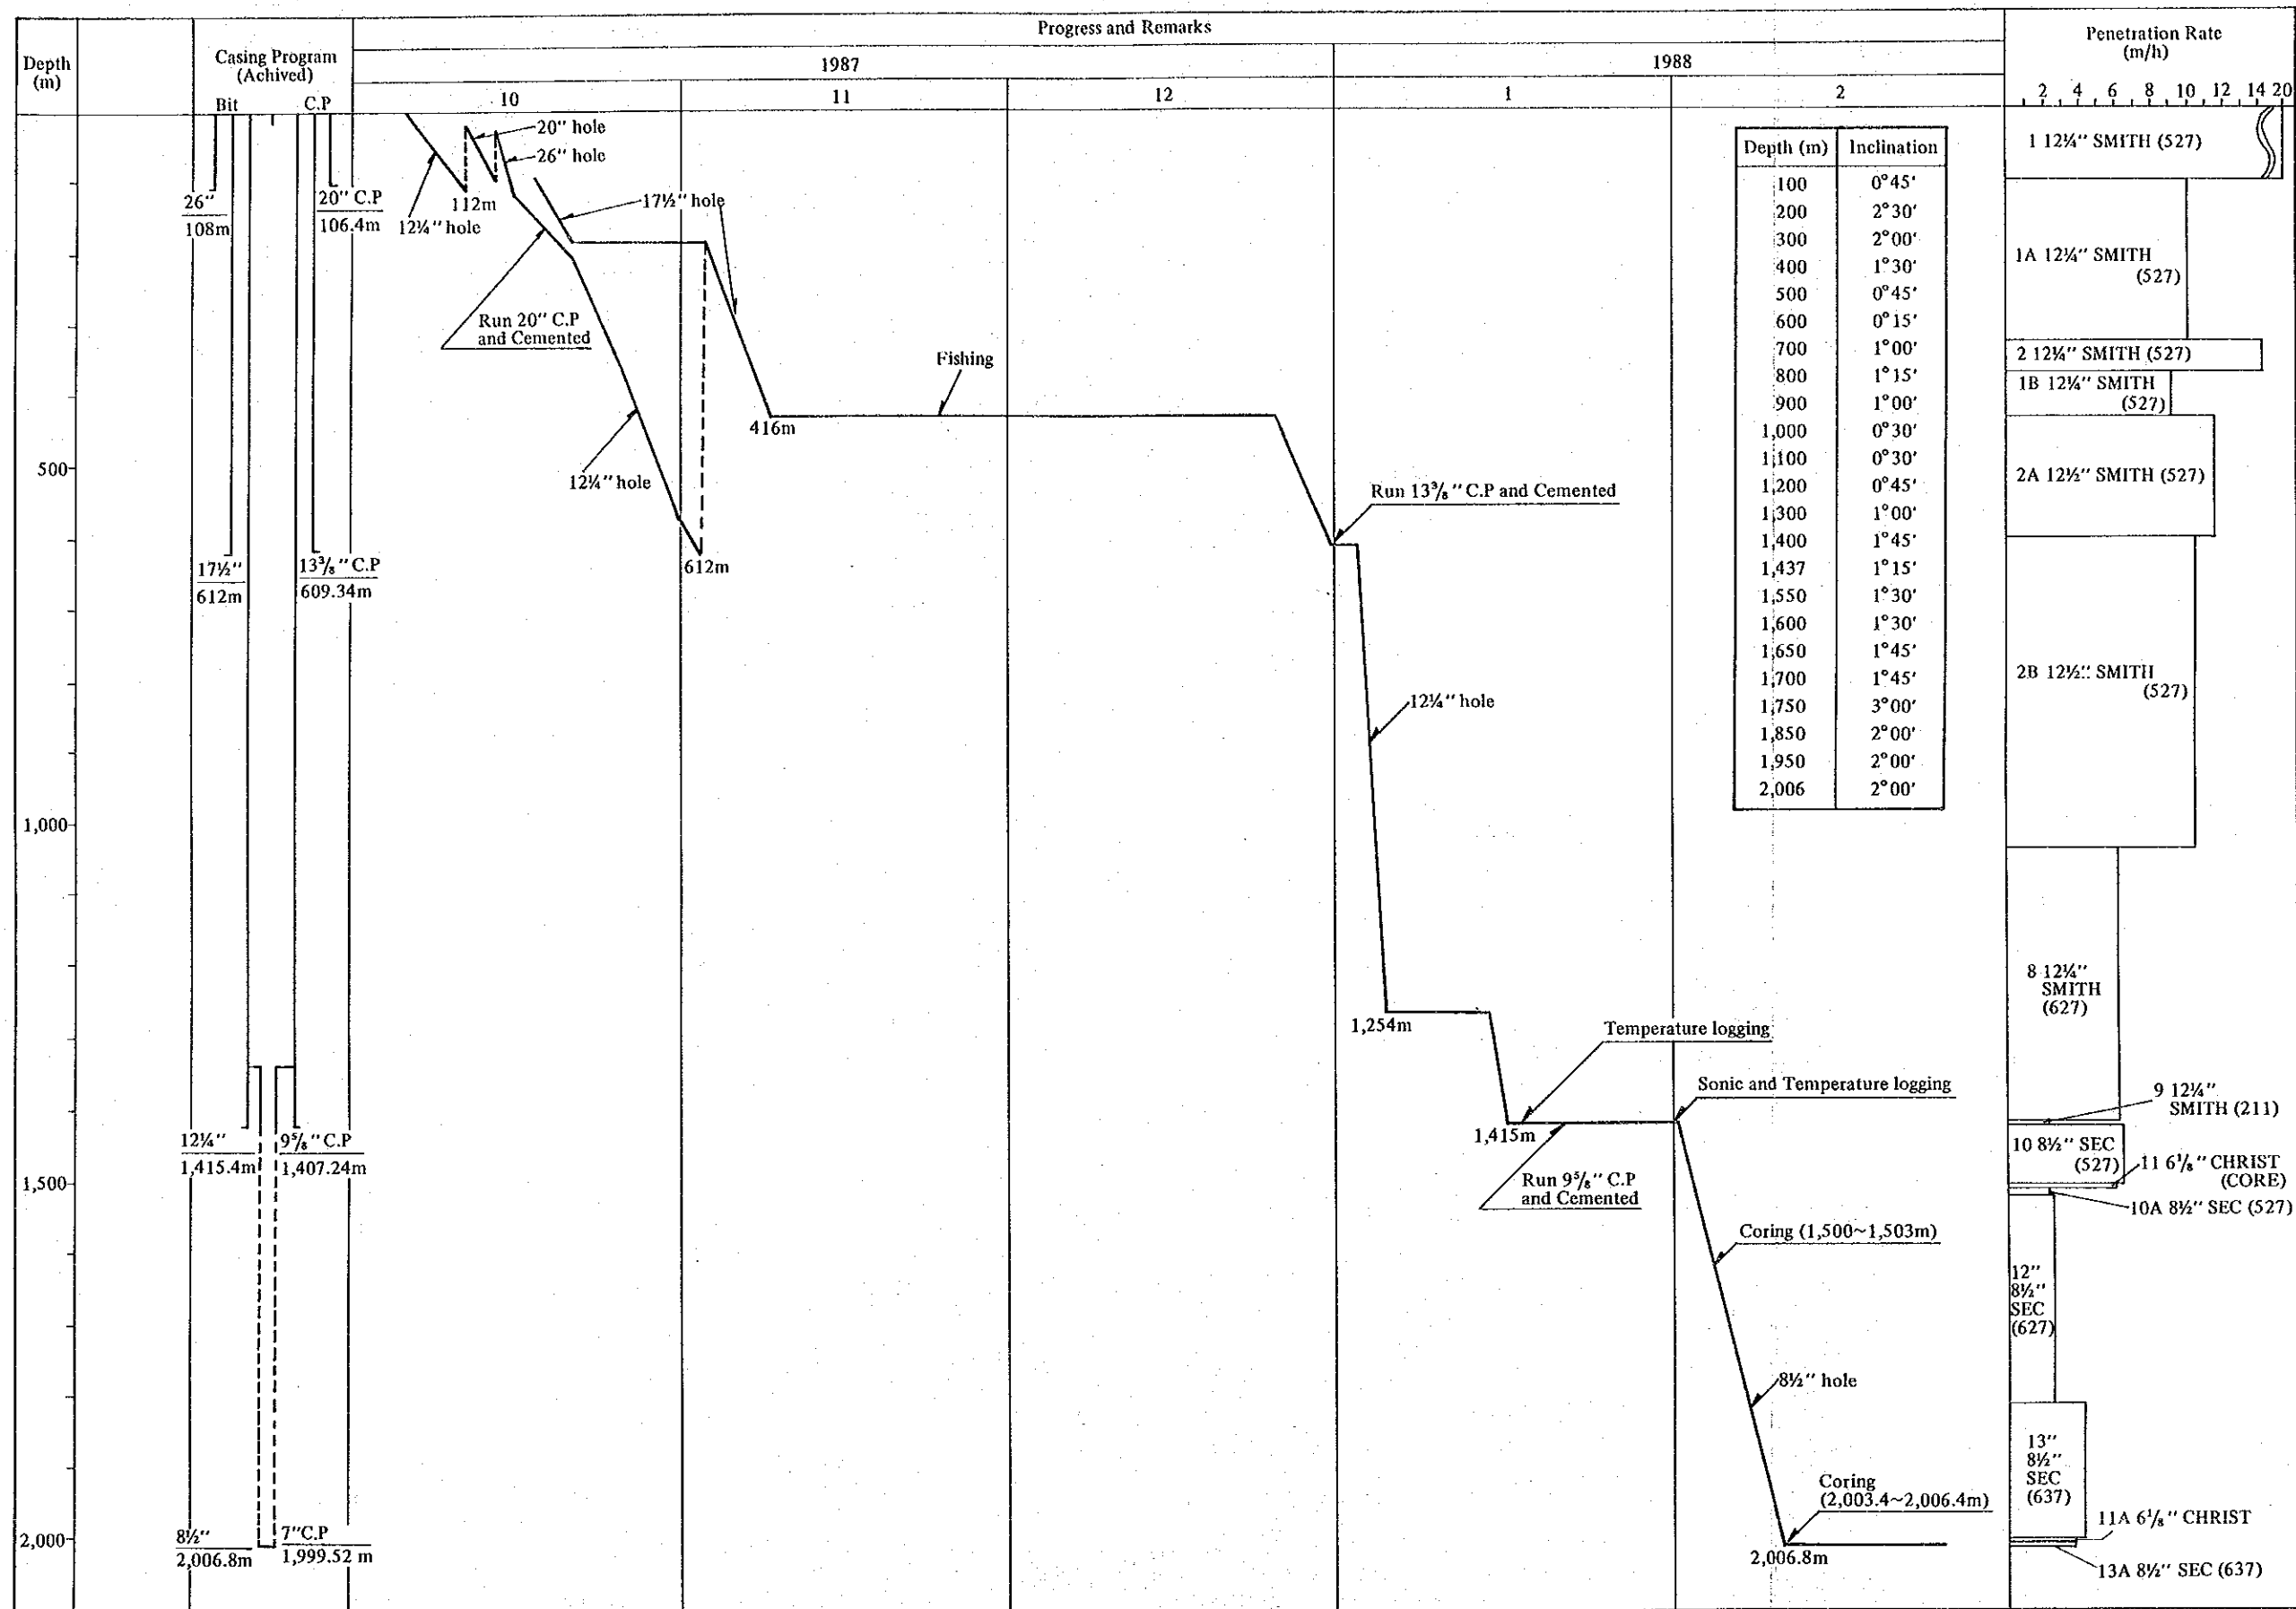 Progress and Remarks
Depth
(m)
Casing Program
(Achived)
Bit
C.P
1987
1988
10
11
12
1
2
Penetration Rate
(m/h)
2 4 6 8 10 12 14 20
26"
108m
20" C.P
106.4m
17½"
612m
13⅜" C.P
609.34m
12¼"
1,415.4m
9⅝" C.P
1,407.24m
8½"
2,006.8m
7"C.P
1,999.52 m
500
1,000
1,500
2,000
20" hole
26" hole
112m
12¼" hole
17½" hole
Run 20" C.P
and Cemented
Fishing
416m
12¼" hole
612m
Run 13⅜" C.P and Cemented
12¼" hole
1,254m
Temperature logging
Sonic and Temperature logging
1,415m
Run 9⅝" C.P
and Cemented
Coring (1,500~1,503m)
8½" hole
Coring
(2,003.4~2,006.4m)
2,006.8m
Depth (m) Inclination
100 0°45'
200 2°30'
300 2°00'
400 1°30'
500 0°45'
600 0°15'
700 1°00'
800 1°15'
900 1°00'
1,000 0°30'
1,100 0°30'
1,200 0°45'
1,300 1°00'
1,400 1°45'
1,437 1°15'
1,550 1°30'
1,600 1°30'
1,650 1°45'
1,700 1°45'
1,750 3°00'
1,850 2°00'
1,950 2°00'
2,006 2°00'
1 12¼" SMITH (527)
1A 12¼" SMITH
(527)
2 12¼" SMITH (527)
1B 12¼" SMITH
(527)
2A 12½" SMITH (527)
2B 12½" SMITH
(527)
8 12¼"
SMITH
(627)
9 12¼"
SMITH (211)
10 8½" SEC
(527)
11 6⅛" CHRIST
(CORE)
10A 8½" SEC (527)
12"
8½"
SEC
(627)
13"
8½"
SEC
(637)
11A 6⅛" CHRIST
13A 8½" SEC (637)